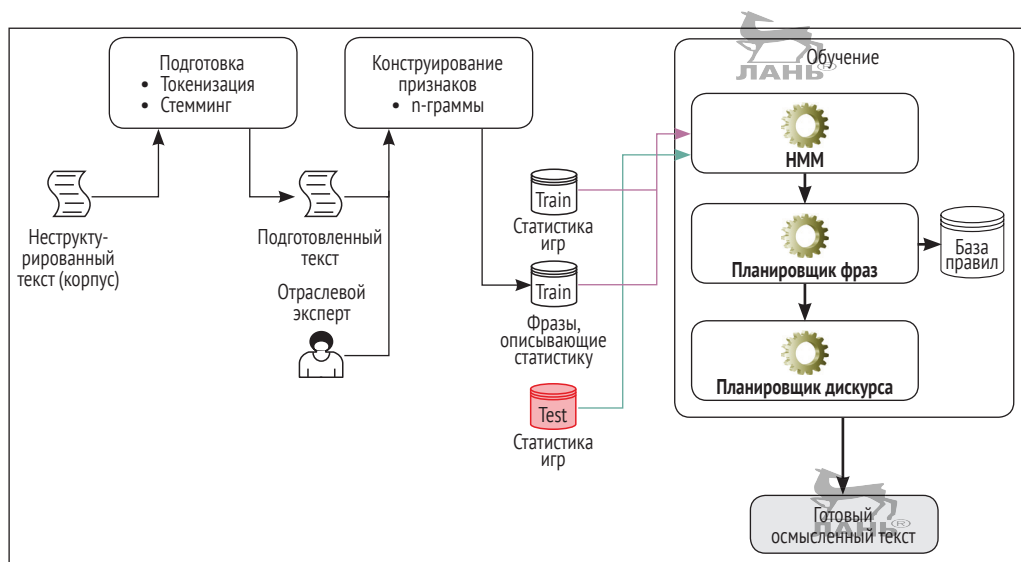 Подготовка
• Токенизация
• Стемминг
Конструирование
признаков
• n-граммы
ЛАНЬ®
Обучение
НММ
Train
Статистика
игр
Неструкту-
рированный
текст (корпус)
Подготовленный
текст
База
правил
Планировщик фраз
Отраслевой
эксперт
Train
Фразы,
описывающие
статистику
Планировщик дискурса
Test
Статистика
игр
ЛАНЬ®
Готовый
осмысленный текст